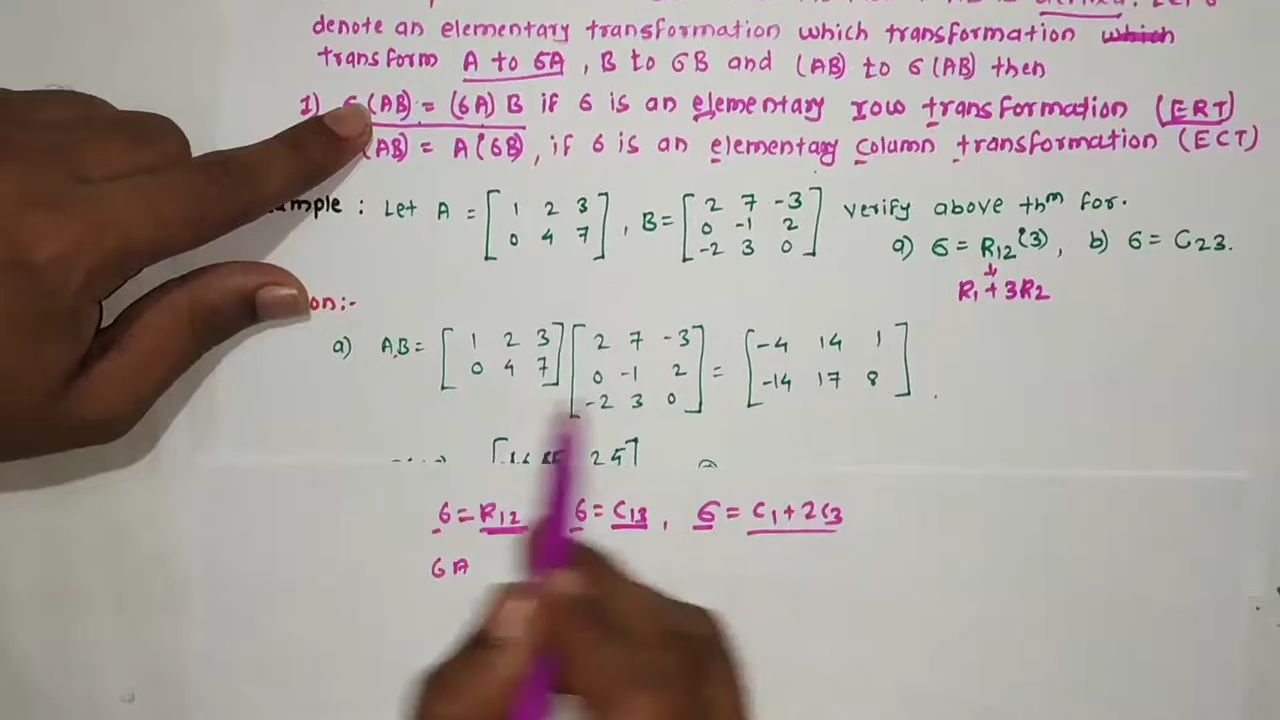 denote an elementary transformation which transformation
transform A to 6A , B to 6B and (AB) to 6(AB) then
1) 6(AB) = (6A) B if 6 is an elementary row transformation (ERT)
(AB) = A(6B), if 6 is an elementary column transformation (ECT)
: Let A = [1 2 3 0 4 7] , B = [2 7 -3 0 -1 2 -2 3 0] verify above thm for.
a) 6 = R12(3), b) 6 = C23.
R1 + 3R2
on:-
a) A,B = [1 2 3 0 4 7] [2 7 -3 0 -1 2 -2 3 0] = [-4 14 1 -14 17 8].
6 = R12 6 = C13, 6 = C1 + 2C3
6A